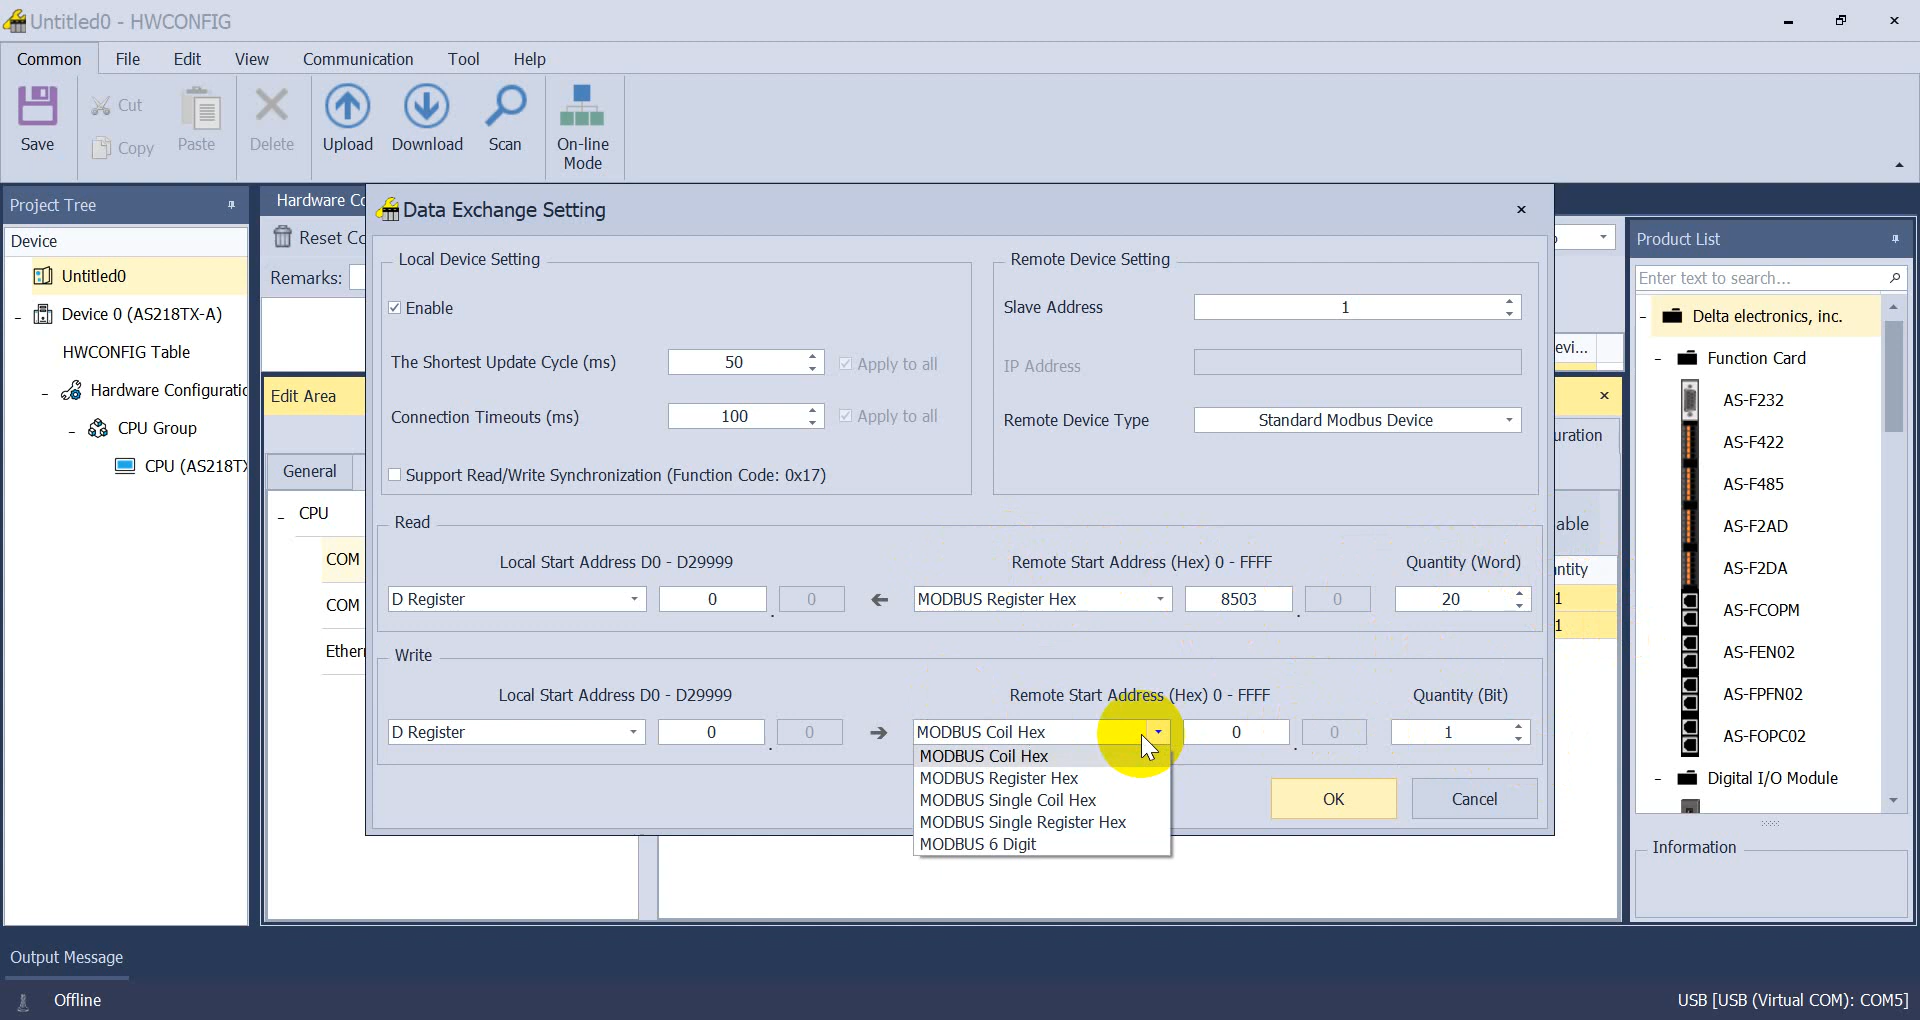 Untitled0 - HWCONFIG
Common File Edit View Communication Tool Help
Save
Cut
Copy
Paste
Delete
Upload
Download
Scan
On-line
Mode
Project Tree
Device
Untitled0
Device 0 (AS218TX-A)
HWCONFIG Table
Hardware Configuratio
CPU Group
CPU (AS218TX
Hardware Co
Reset Co
Remarks:
Edit Area
General
CPU
COM
COM
Ether
Data Exchange Setting
Local Device Setting
Enable
The Shortest Update Cycle (ms) 50 Apply to all
Connection Timeouts (ms) 100 Apply to all
Support Read/Write Synchronization (Function Code: 0x17)
Remote Device Setting
Slave Address 1
IP Address
Remote Device Type Standard Modbus Device
Read
Local Start Address D0 - D29999 Remote Start Address (Hex) 0 - FFFF Quantity (Word)
D Register 0 . 0 MODBUS Register Hex 8503 . 0 20
Write
Local Start Address D0 - D29999 Remote Start Address (Hex) 0 - FFFF Quantity (Bit)
D Register 0 . 0 MODBUS Coil Hex 0 . 0 1
MODBUS Coil Hex
MODBUS Register Hex
MODBUS Single Coil Hex
MODBUS Single Register Hex
MODBUS 6 Digit
OK Cancel
evi...
uration
able
ntity
1
1
Product List
Enter text to search...
Delta electronics, inc.
Function Card
AS-F232
AS-F422
AS-F485
AS-F2AD
AS-F2DA
AS-FCOPM
AS-FEN02
AS-FPFN02
AS-FOPC02
Digital I/O Module
Information
Output Message
Offline
USB [USB (Virtual COM): COM5]